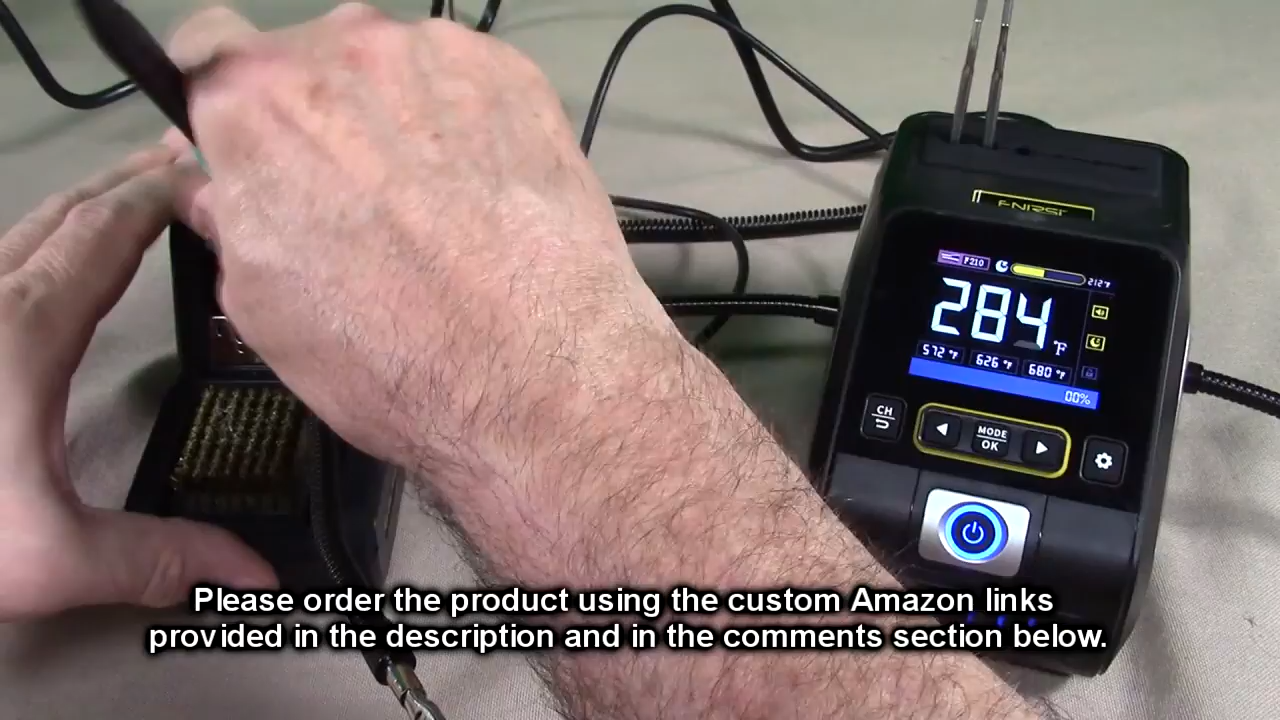 FNIRSI
F210
212°F
284 °F
572 °F 626 °F 680 °F
00%
CH
MODE
OK
Please order the product using the custom Amazon links
provided in the description and in the comments section below.